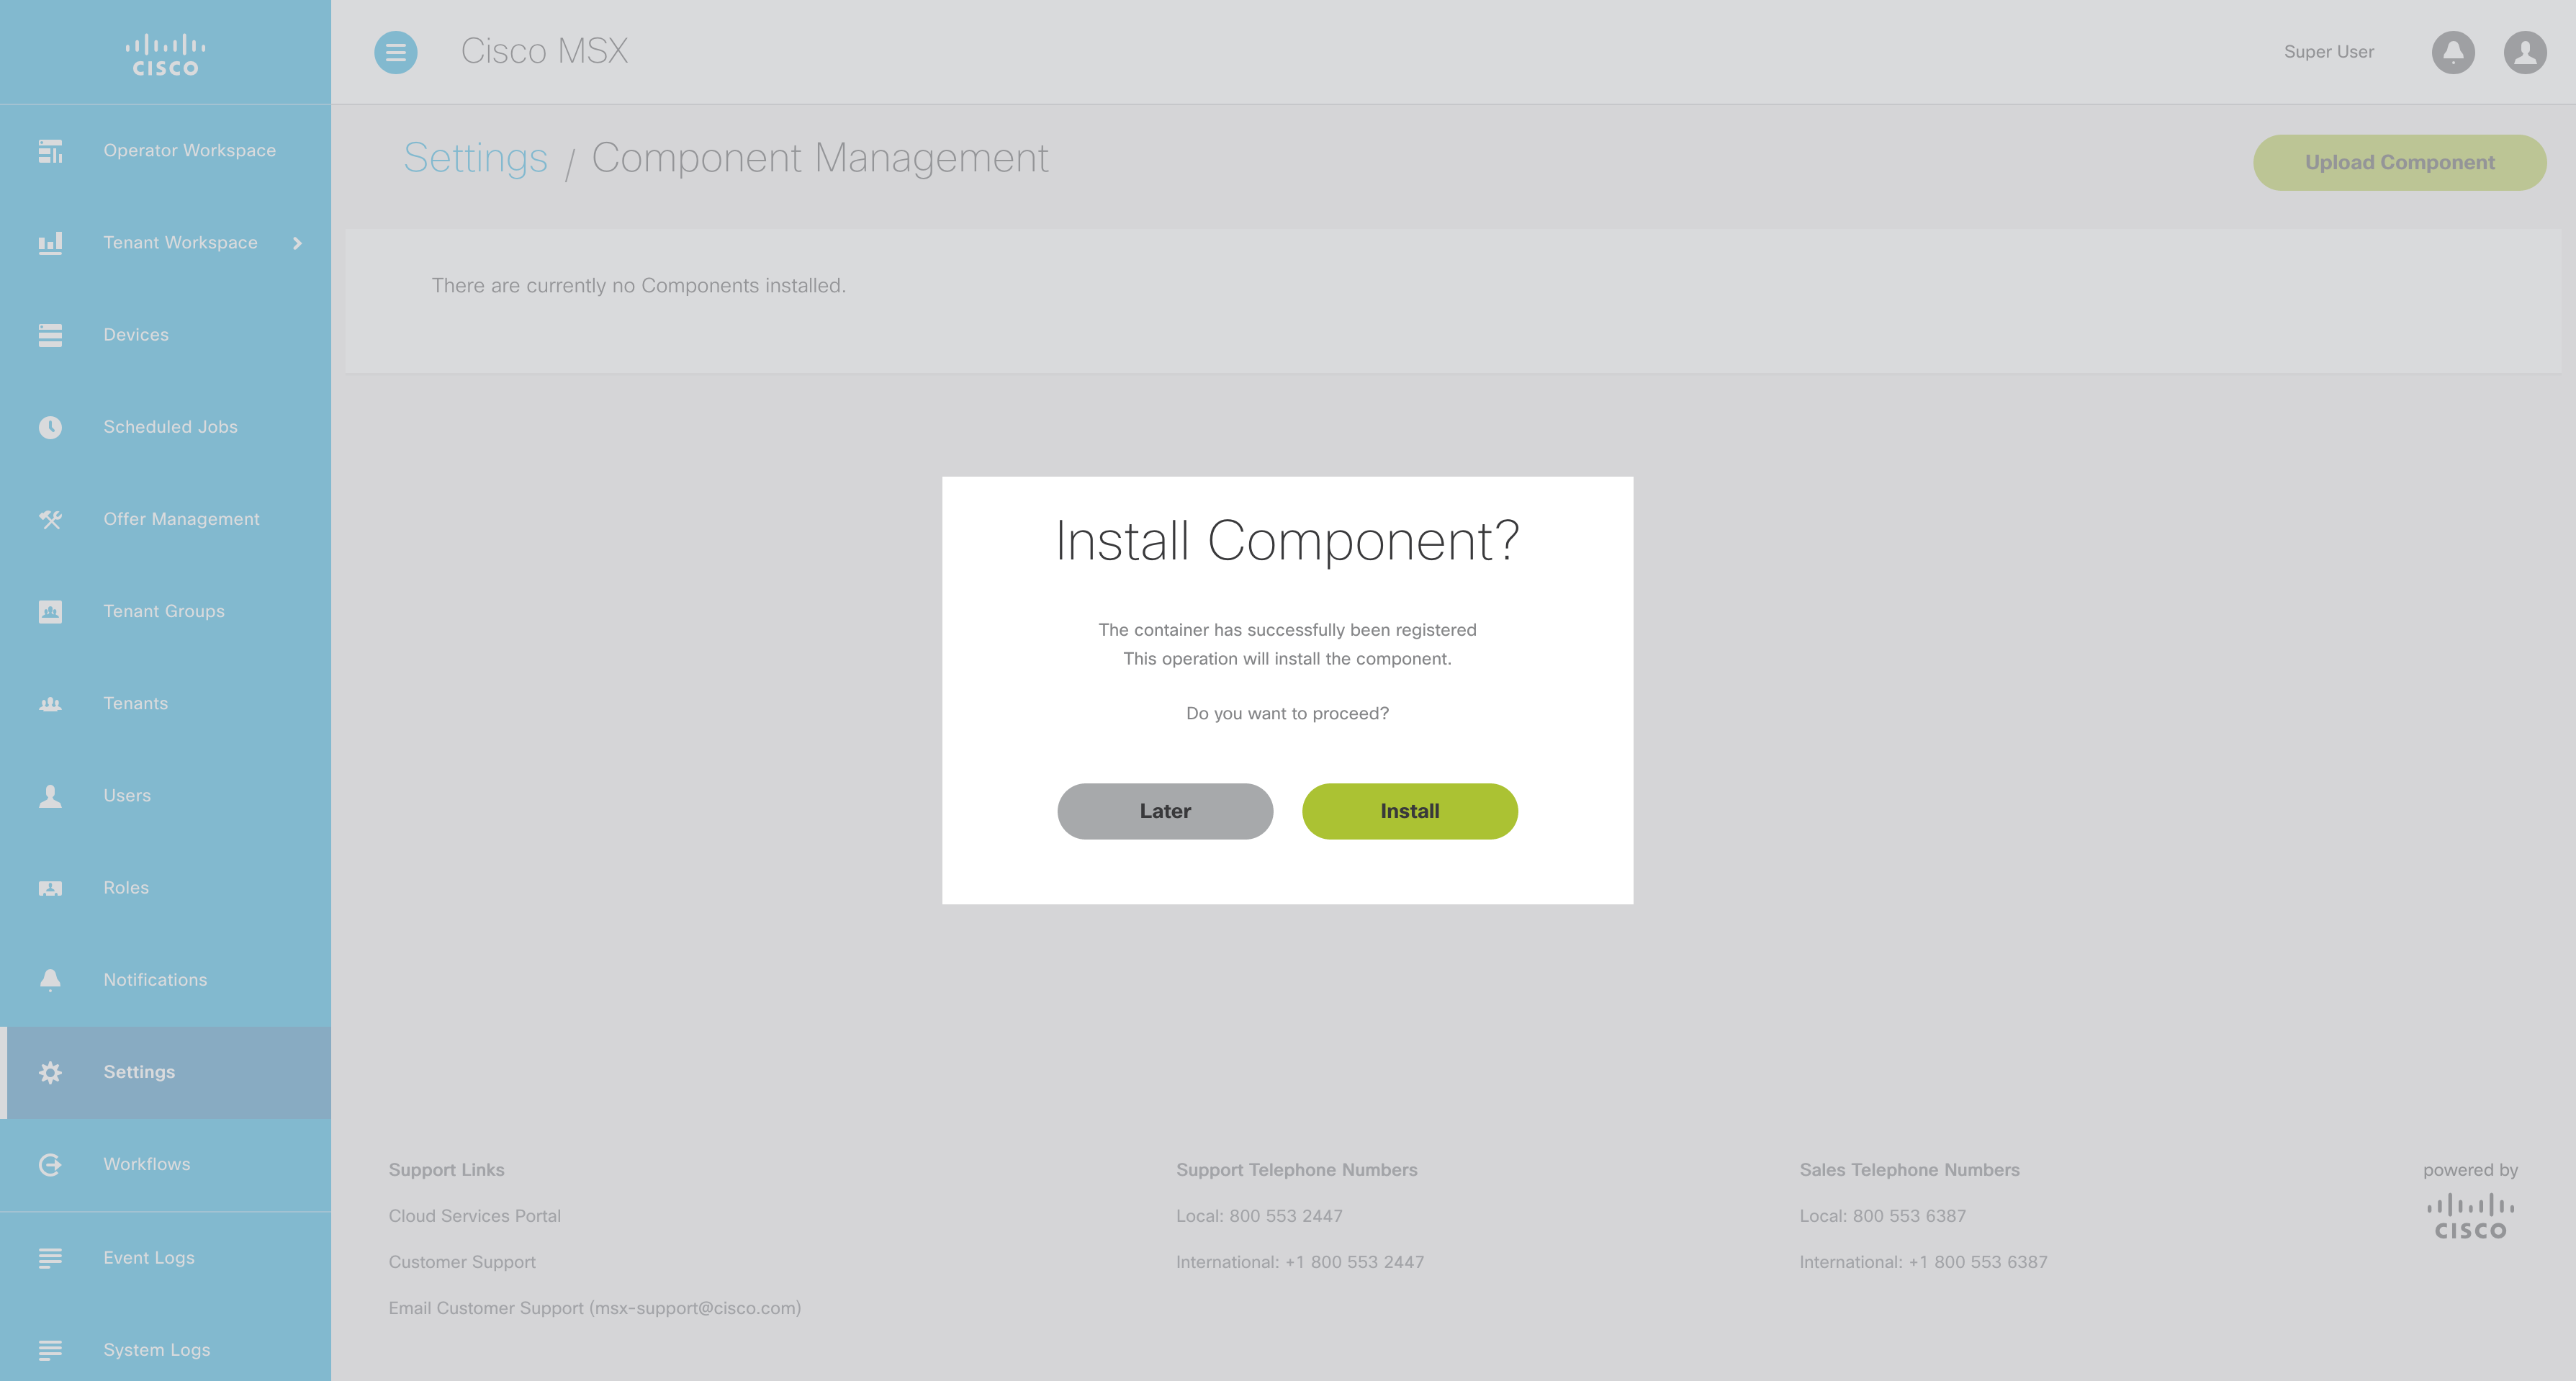 CISCO
Cisco MSX
Super User
Operator Workspace
Tenant Workspace
Devices
Scheduled Jobs
Offer Management
Tenant Groups
Tenants
Users
Roles
Notifications
Settings
Workflows
Event Logs
System Logs
Settings / Component Management
Upload Component
There are currently no Components installed.
Install Component?
The container has successfully been registered
This operation will install the component.
Do you want to proceed?
Later
Install
Support Links
Cloud Services Portal
Customer Support
Email Customer Support (msx-support@cisco.com)
Support Telephone Numbers
Local: 800 553 2447
International: +1 800 553 2447
Sales Telephone Numbers
Local: 800 553 6387
International: +1 800 553 6387
powered by
CISCO